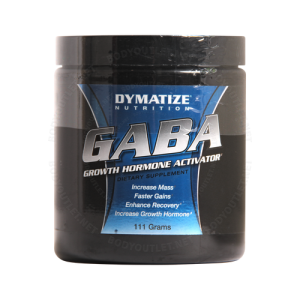 DYMATIZE®
NUTRITION
GABA
GROWTH HORMONE ACTIVATOR*
DIETARY SUPPLEMENT
Increase Mass
Faster Gains
Enhance Recovery*
Increase Growth Hormone*
111 Grams